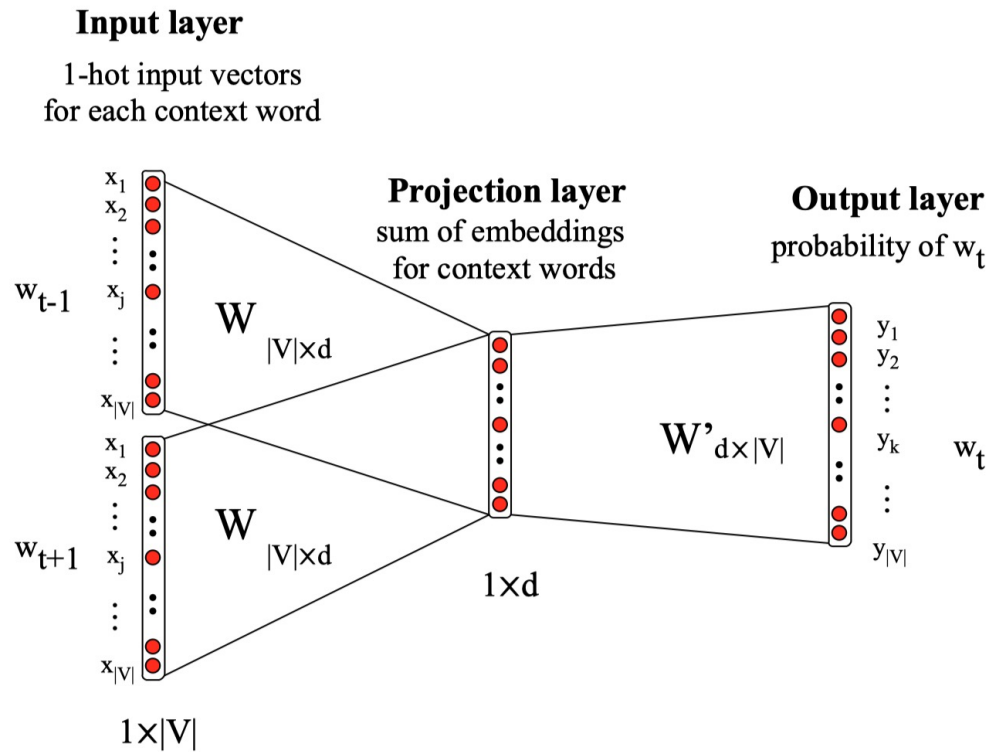 Input layer
1-hot input vectors
for each context word
Projection layer
sum of embeddings
for context words
Output layer
probability of wₜ
wₜ₋₁
x₁
x₂
⋮
xⱼ
⋮
x|V|
W |V|×d
wₜ₊₁
x₁
x₂
⋮
xⱼ
⋮
x|V|
W |V|×d
1×|V|
1×d
W’ d×|V|
y₁
y₂
⋮
yₖ
⋮
y|V|
wₜ